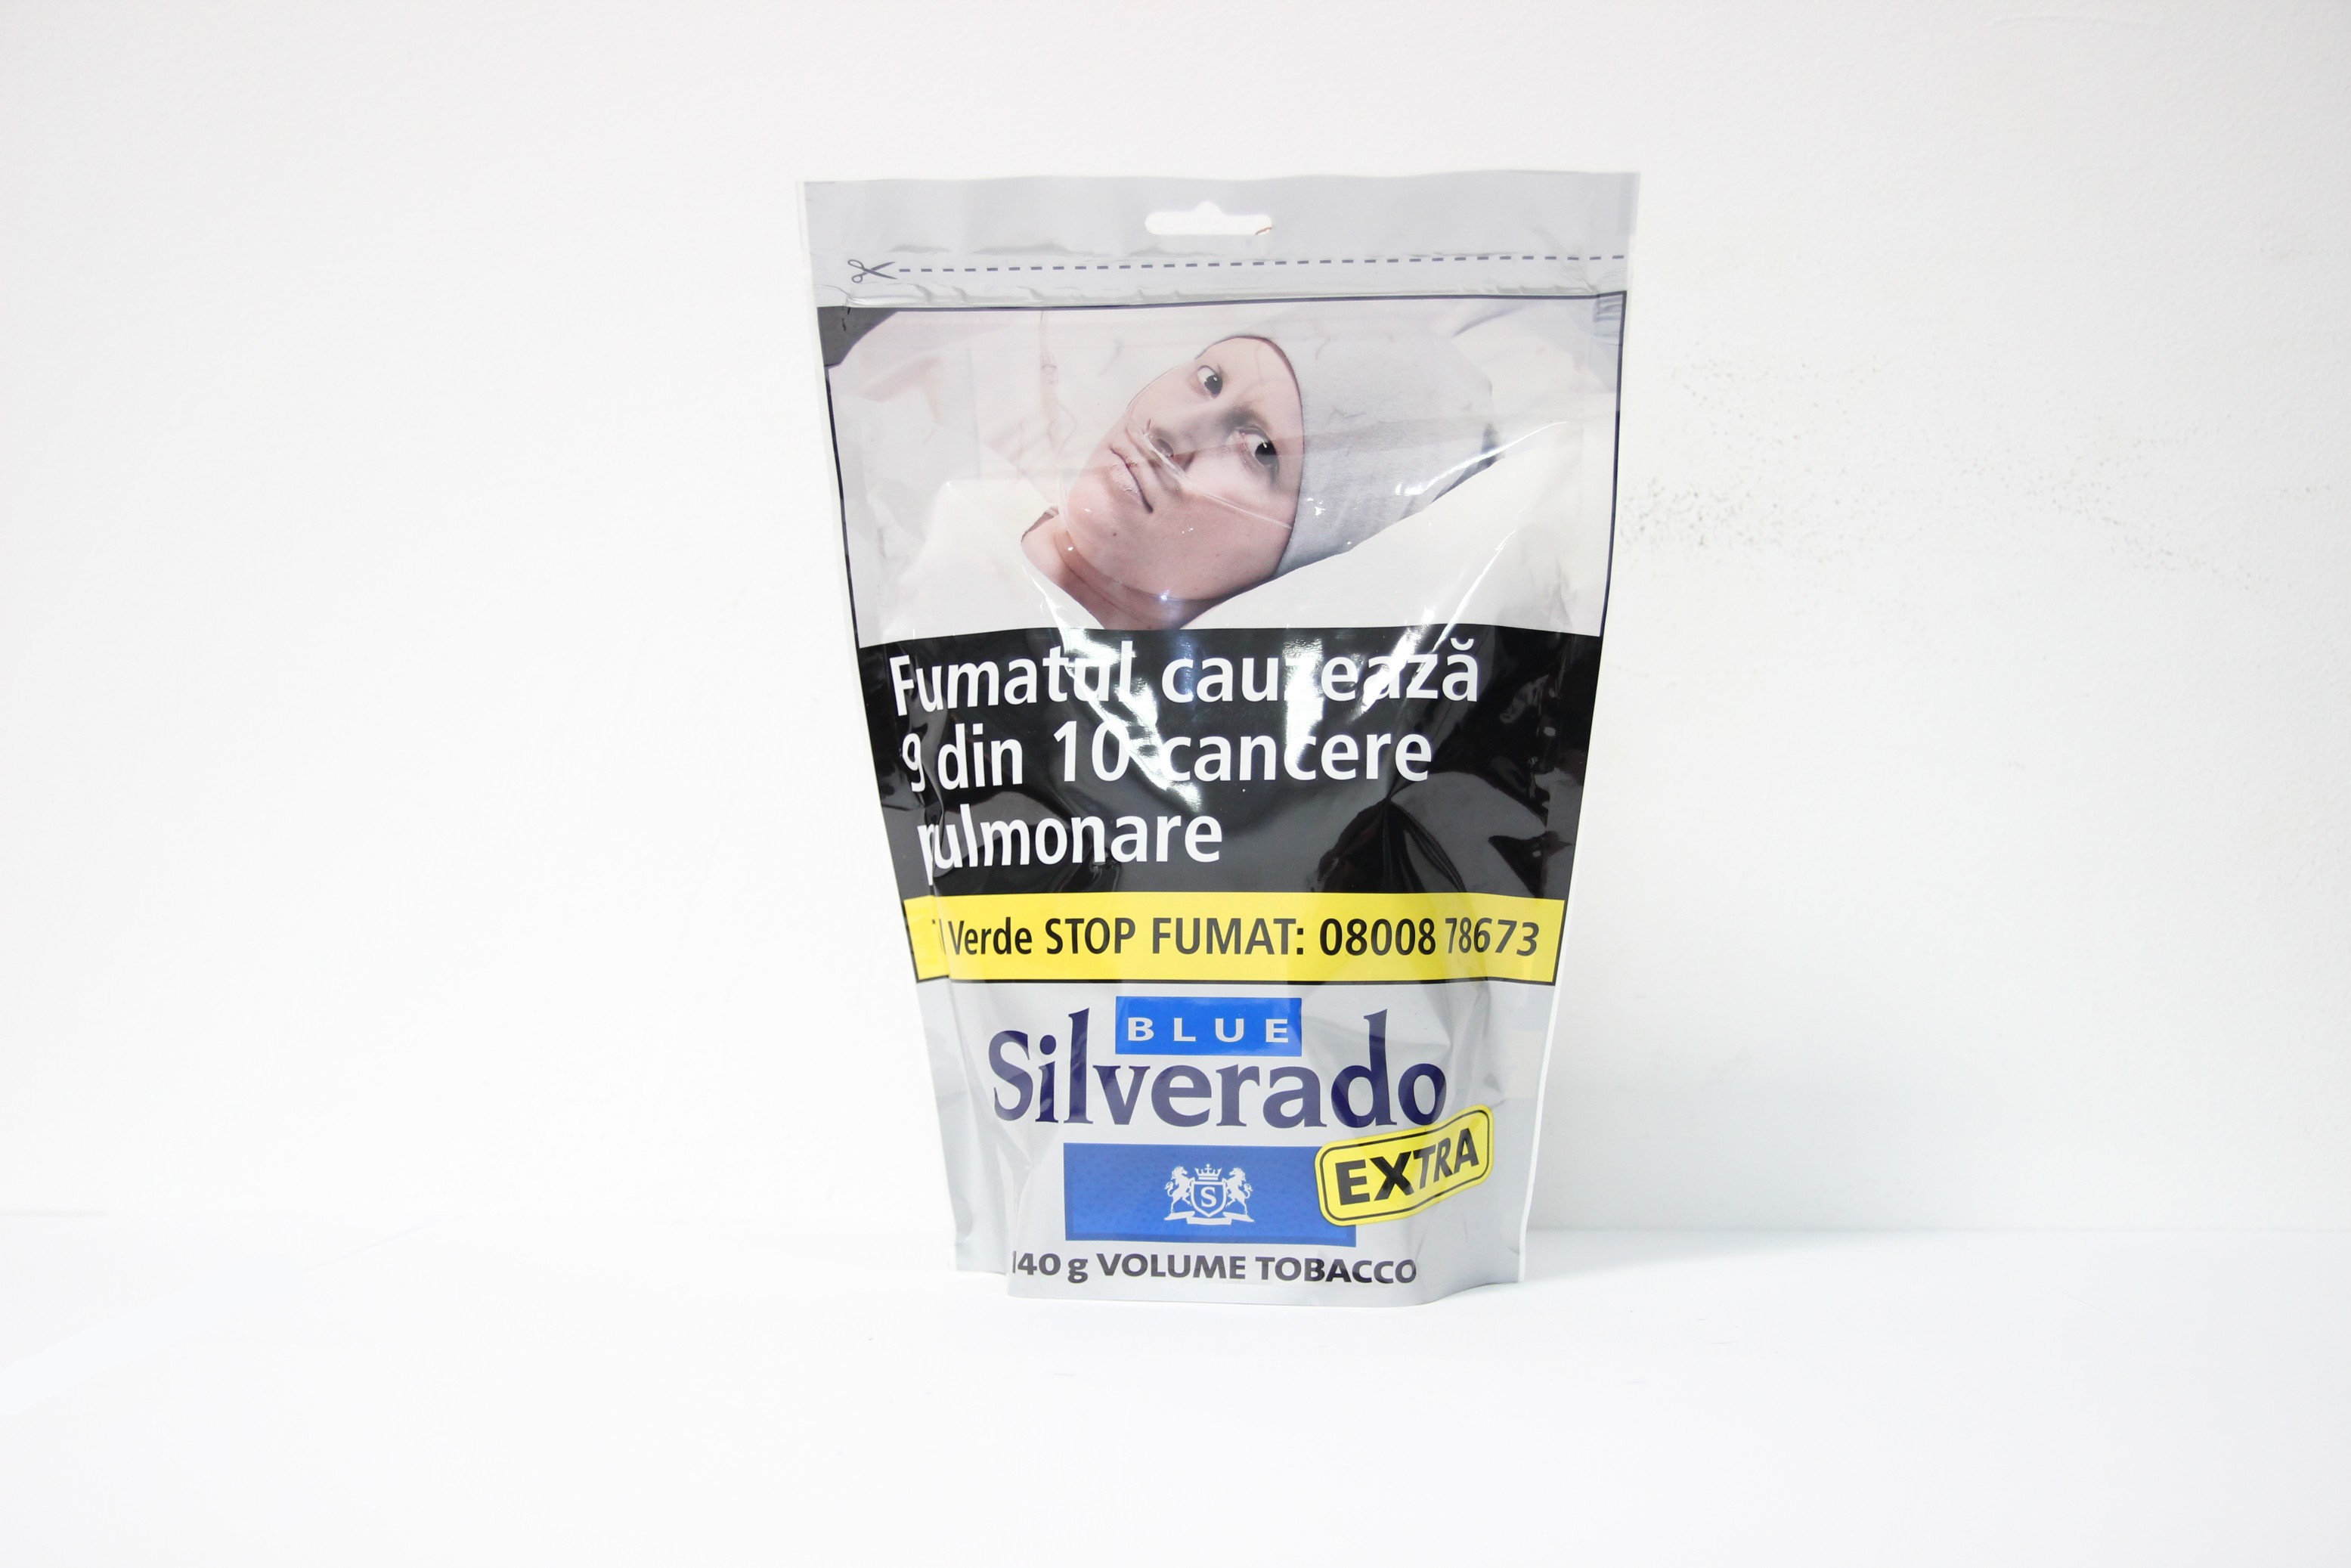 Fumatul cauzează
9 din 10 cancere
pulmonare
Verde STOP FUMAT: 08008 78673
BLUE
Silverado
EXTRA
S
140 g VOLUME TOBACCO